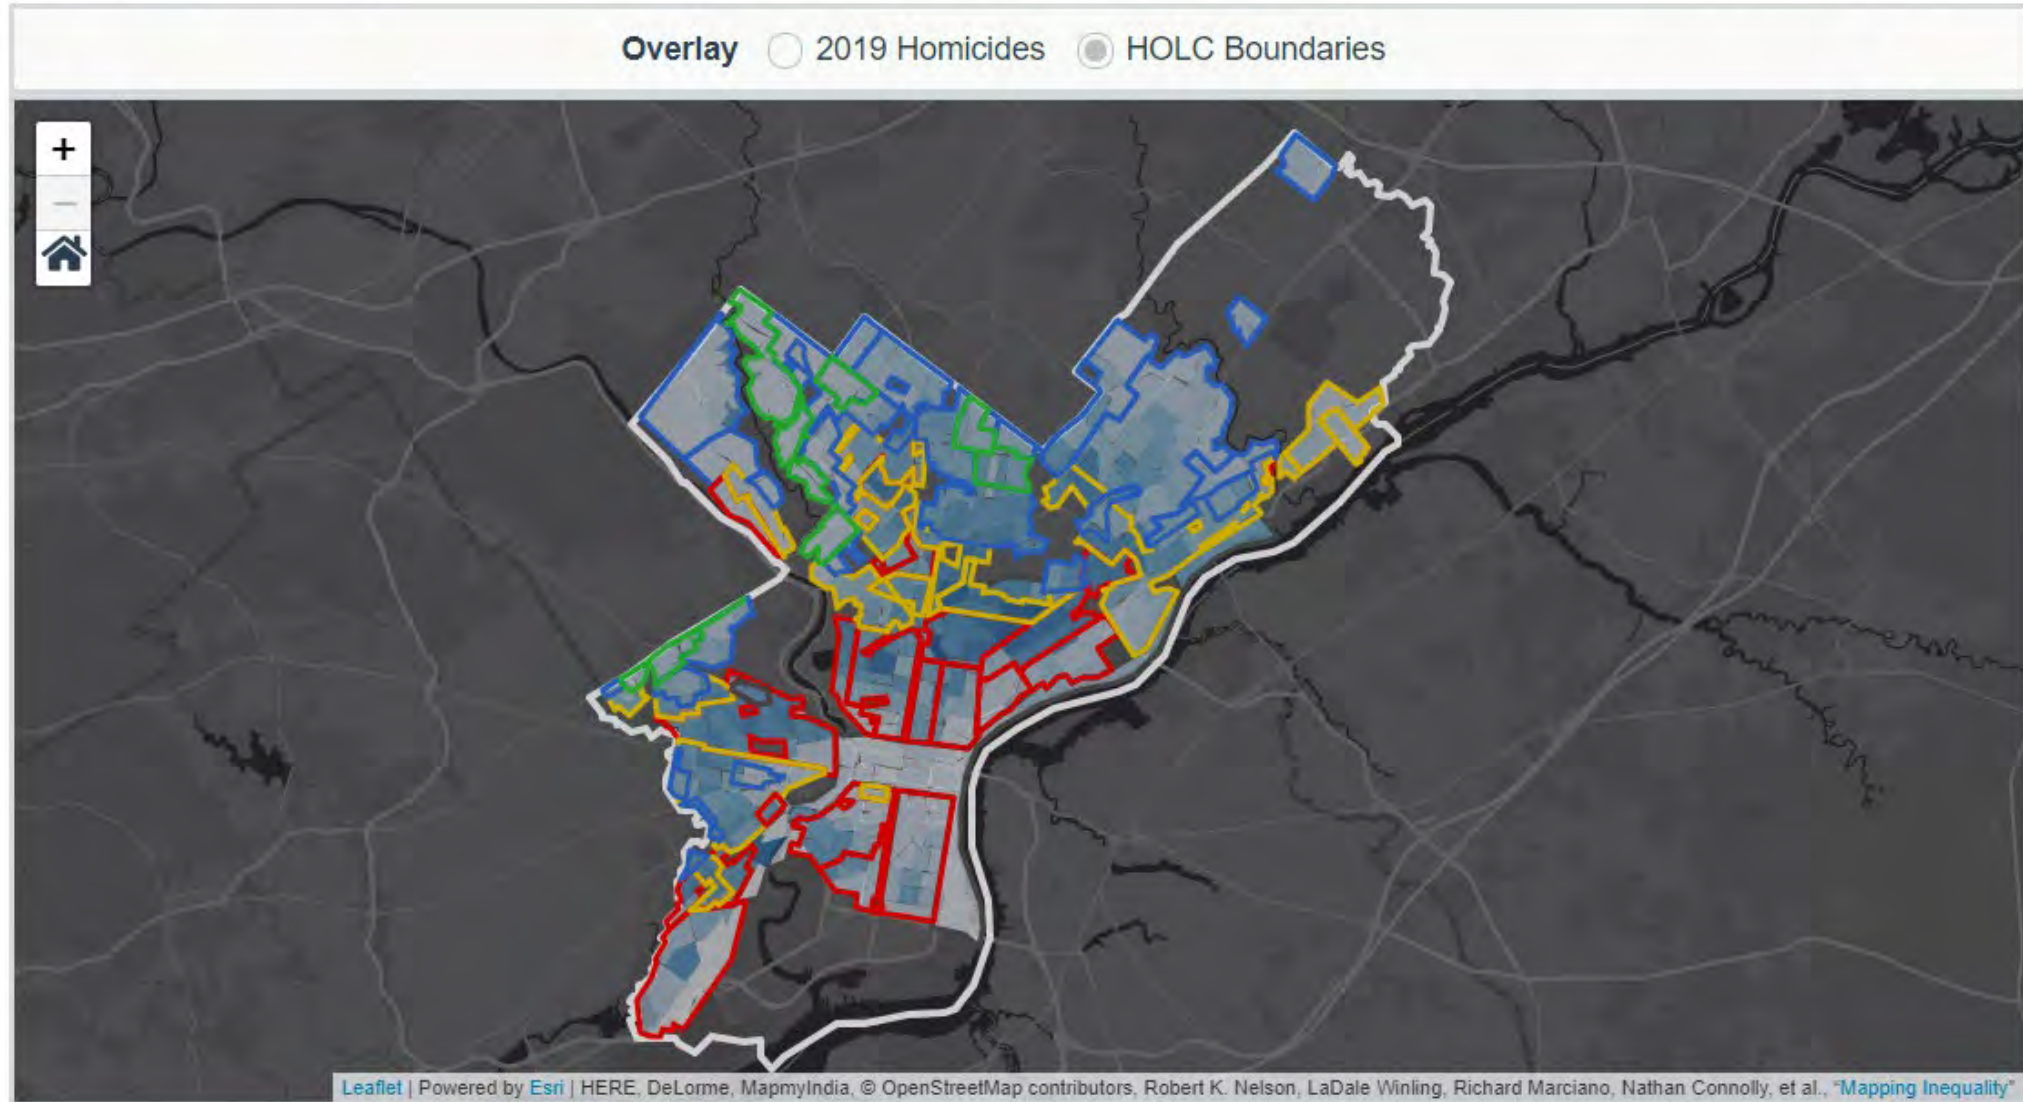 Overlay 2019 Homicides HOLC Boundaries
+
−
Leaflet | Powered by Esri | HERE, DeLorme, MapmyIndia, © OpenStreetMap contributors, Robert K. Nelson, LaDale Winling, Richard Marciano, Nathan Connolly, et al., “Mapping Inequality”